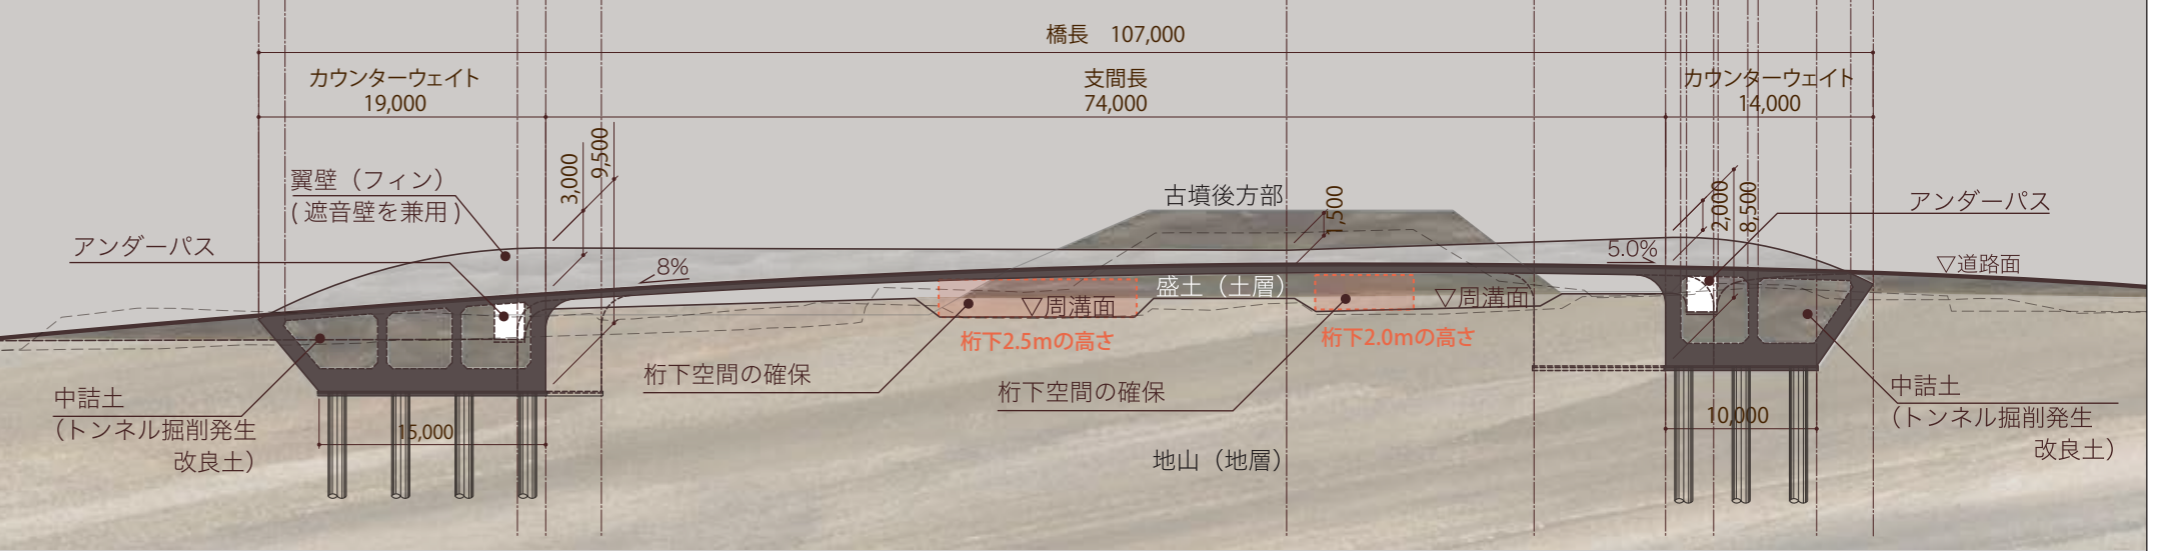 橋長　107,000
カウンターウェイト
19,000
支間長
74,000
カウンターウェイト
14,000
翼壁（フィン）
( 遮音壁を兼用 )
3,000
9,500
古墳後方部
1,500
2,000
8,500
アンダーパス
アンダーパス
8%
5.0%
▽道路面
盛土（土層）
▽周溝面
▽周溝面
桁下2.5mの高さ
桁下2.0mの高さ
桁下空間の確保
桁下空間の確保
中詰土
（トンネル掘削発生
改良土）
15,000
地山（地層）
10,000
中詰土
（トンネル掘削発生
改良土）